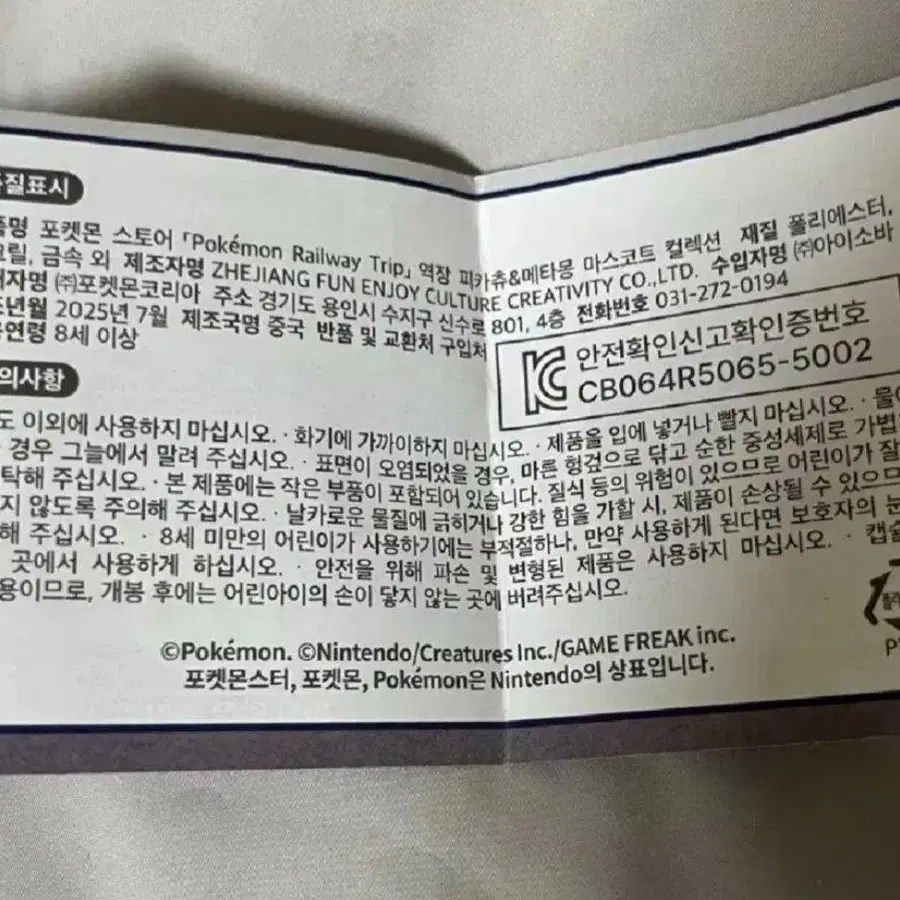 질표시
명 포켓몬 스토어 「Pokémon Railway Trip」 역장 피카츄&메타몽 마스코트 컬렉션 재질 폴리에스터,
크릴, 금속 외 제조자명 ZHEJIANG FUN ENJOY CULTURE CREATIVITY CO.,LTD. 수입자명 ㈜아이소바
자명 ㈜포켓몬코리아 주소 경기도 용인시 수지구 신수로 801, 4층 전화번호 031-272-0194
년월 2025년 7월 제조국명 중국 반품 및 교환처 구입처
연령 8세 이상
안전확인신고확인증번호
CB064R5065-5002
의사항
도 이외에 사용하지 마십시오. · 화기에 가까이하지 마십시오. · 제품을 입에 넣거나 빨지 마십시오. · 물에
경우 그늘에서 말려 주십시오. · 표면이 오염되었을 경우, 마른 헝겊으로 닦고 순한 중성세제로 가볍
탁해 주십시오. · 본 제품에는 작은 부품이 포함되어 있습니다. 질식 등의 위험이 있으므로 어린이가 잘
지 않도록 주의해 주십시오. · 날카로운 물질에 긁히거나 강한 힘을 가할 시, 제품이 손상될 수 있으므
해 주십시오. · 8세 미만의 어린이가 사용하기에는 부적절하나, 만약 사용하게 된다면 보호자의 눈
곳에서 사용하게 하십시오. · 안전을 위해 파손 및 변형된 제품은 사용하지 마십시오. · 캡슐
용이므로, 개봉 후에는 어린아이의 손이 닿지 않는 곳에 버려주십시오.
©Pokémon. ©Nintendo/Creatures Inc./GAME FREAK inc.
포켓몬스터, 포켓몬, Pokémon은 Nintendo의 상표입니다.